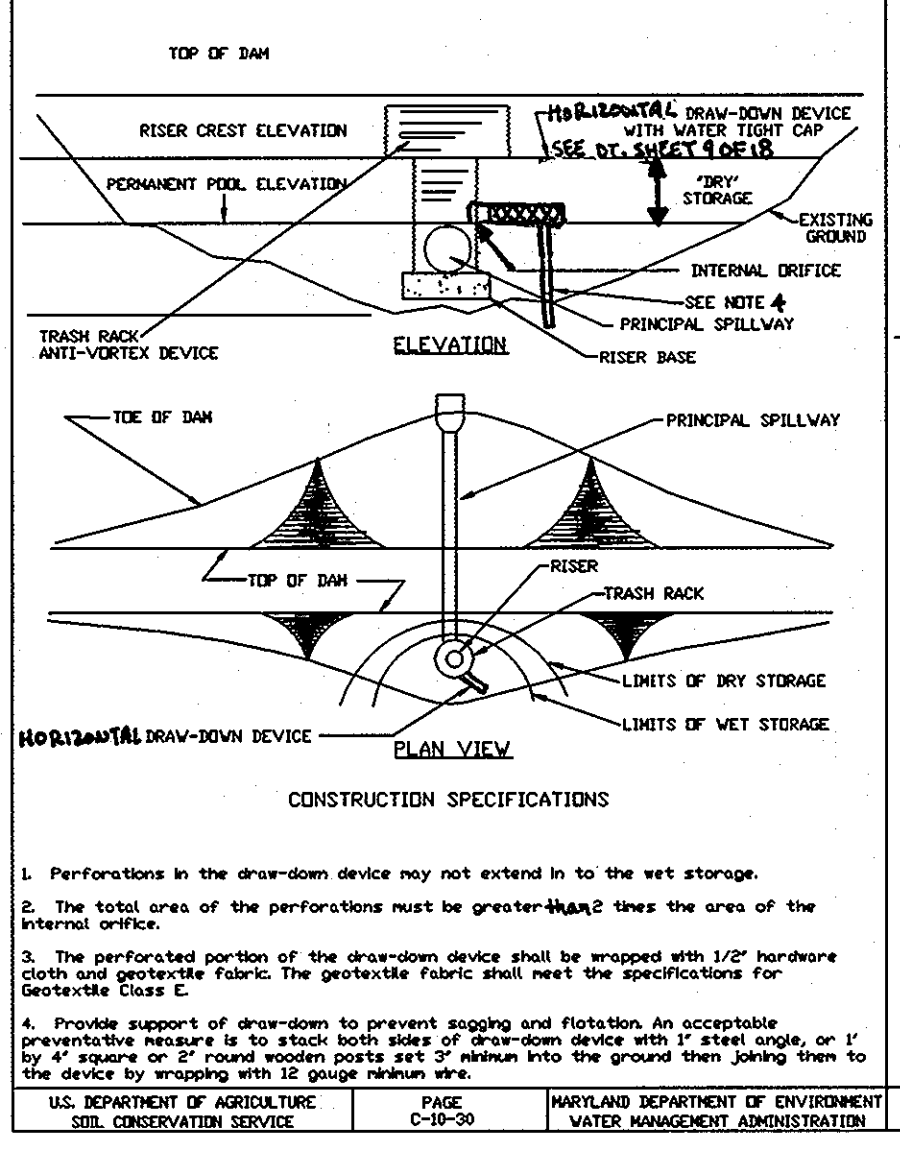 TOP OF DAM
HORIZONTAL DRAW-DOWN DEVICE
WITH WATER TIGHT CAP
SEE DT. SHEET 9 OF 18
RISER CREST ELEVATION
PERMANENT POOL ELEVATION
"DRY"
STORAGE
EXISTING
GROUND
INTERNAL ORIFICE
SEE NOTE 4
PRINCIPAL SPILLWAY
TRASH RACK
ANTI-VORTEX DEVICE
ELEVATION
RISER BASE
TOE OF DAM
PRINCIPAL SPILLWAY
TOP OF DAM
RISER
TRASH RACK
LIMITS OF DRY STORAGE
LIMITS OF WET STORAGE
HORIZONTAL DRAW-DOWN DEVICE
PLAN VIEW
CONSTRUCTION SPECIFICATIONS
1. Perforations in the draw-down device may not extend in to the wet storage.
2. The total area of the perforations must be greater than 2 times the area of the
internal orifice.
3. The perforated portion of the draw-down device shall be wrapped with 1/2" hardware
cloth and geotextile fabric. The geotextile fabric shall meet the specifications for
Geotextile Class E.
4. Provide support of draw-down to prevent sagging and flotation. An acceptable
preventative measure is to stack both sides of draw-down device with 1" steel angle, or 1'
by 4" square or 2" round wooden posts set 3' minimum into the ground then joining them to
the device by wrapping with 12 gauge minimum wire.
U.S. DEPARTMENT OF AGRICULTURE
SOIL CONSERVATION SERVICE
PAGE
C-10-30
MARYLAND DEPARTMENT OF ENVIRONMENT
WATER MANAGEMENT ADMINISTRATION